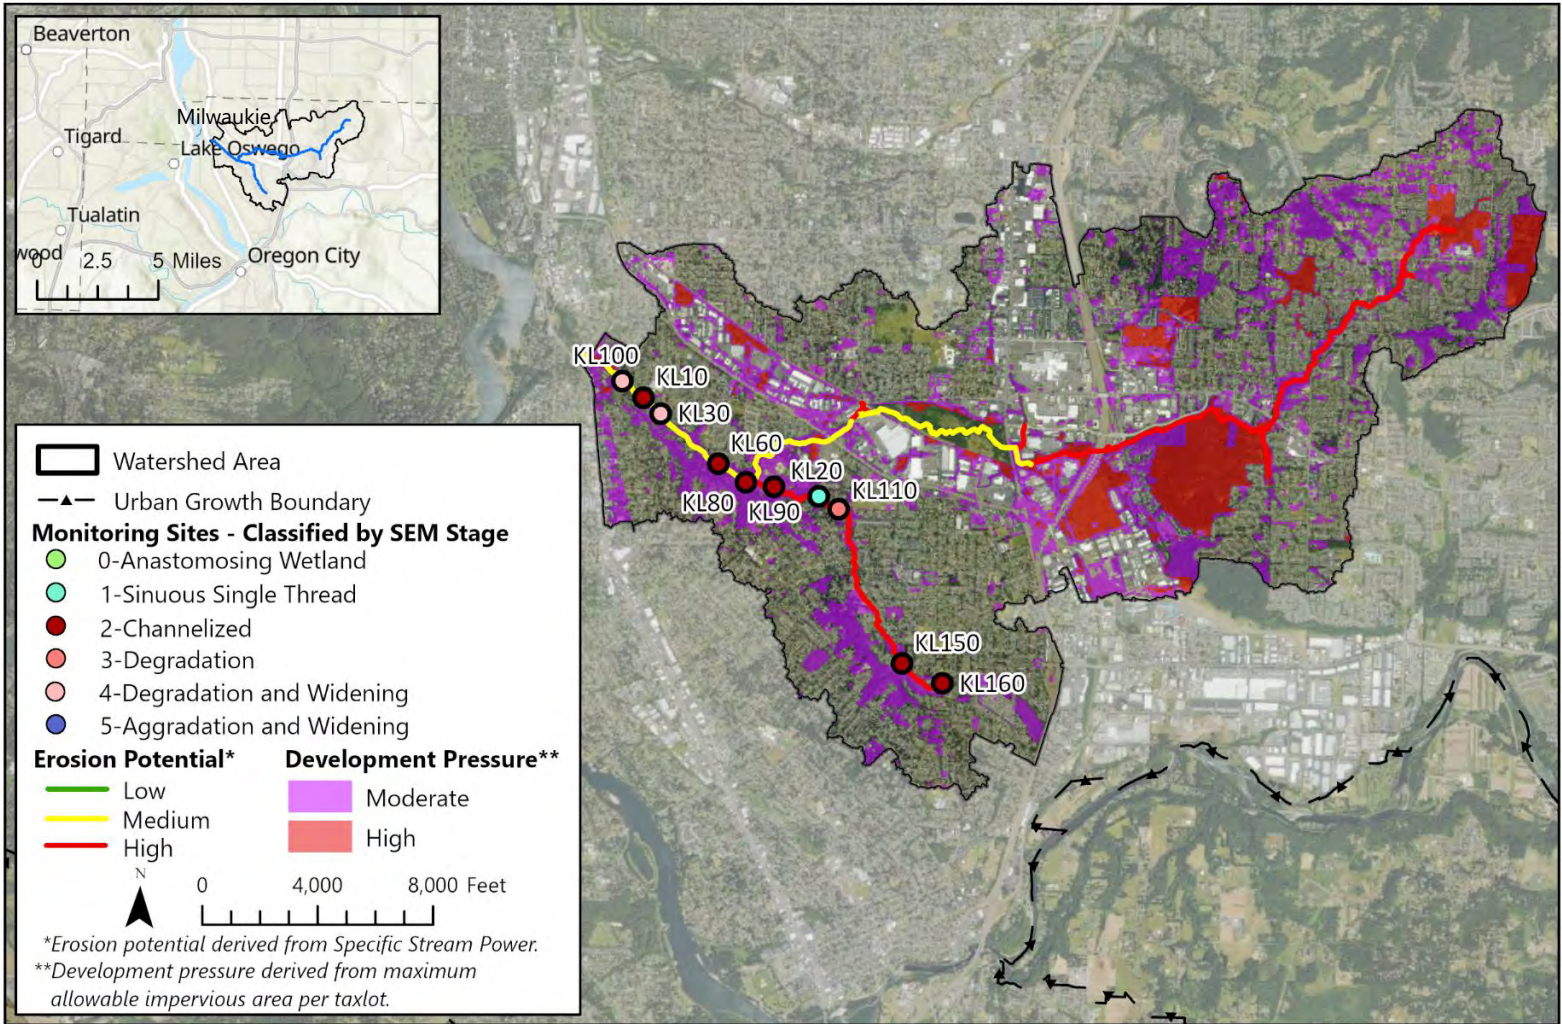 Beaverton
Milwaukie
Tigard
Lake Oswego
Tualatin
wood
Oregon City
0 2.5 5 Miles
KL100
KL10
KL30
KL60
KL20
KL80
KL90
KL110
KL150
KL160
Watershed Area
Urban Growth Boundary
Monitoring Sites - Classified by SEM Stage
0-Anastomosing Wetland
1-Sinuous Single Thread
2-Channelized
3-Degradation
4-Degradation and Widening
5-Aggradation and Widening
Erosion Potential*
Low
Medium
High
Development Pressure**
Moderate
High
N
0 4,000 8,000 Feet
*Erosion potential derived from Specific Stream Power.
**Development pressure derived from maximum
allowable impervious area per taxlot.